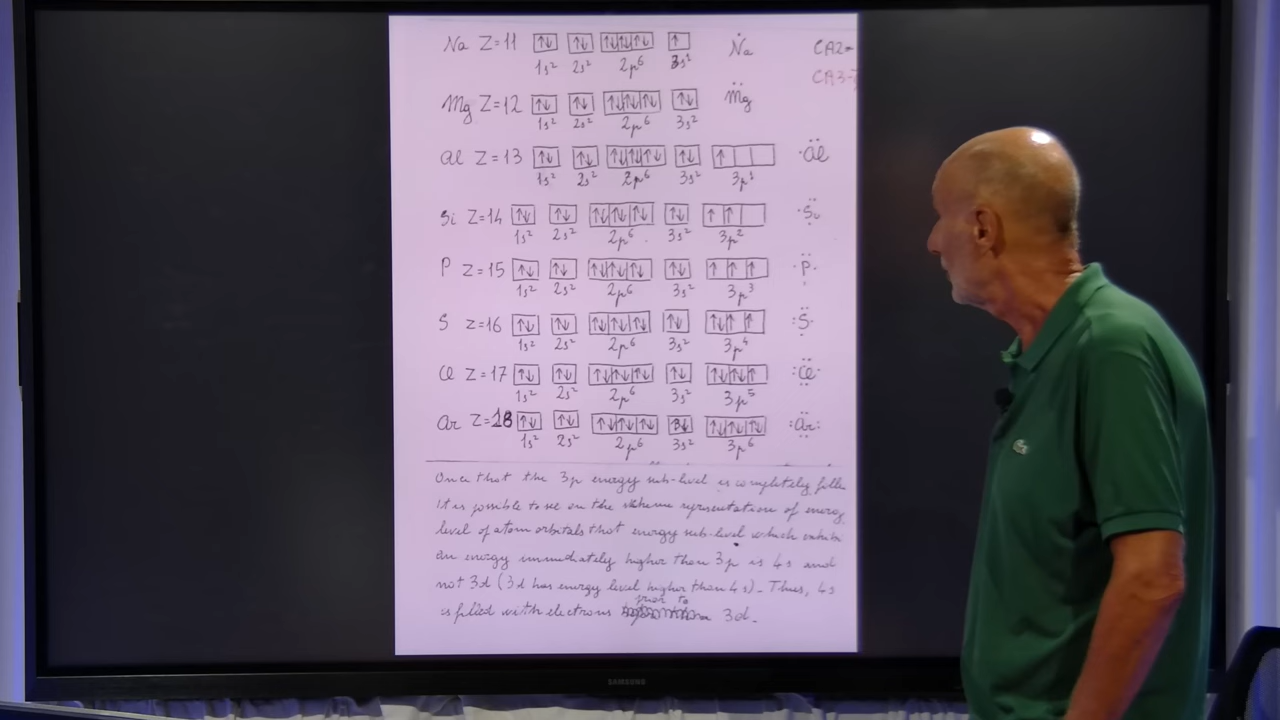 Na Z=11 1s² 2s² 2p⁶ 3s¹ Na
CA2
CA3
Mg Z=12 1s² 2s² 2p⁶ 3s² Mg
Al Z=13 1s² 2s² 2p⁶ 3s² 3p¹ Al
Si Z=14 1s² 2s² 2p⁶ 3s² 3p² Si
P Z=15 1s² 2s² 2p⁶ 3s² 3p³ P
S Z=16 1s² 2s² 2p⁶ 3s² 3p⁴ S
Cl Z=17 1s² 2s² 2p⁶ 3s² 3p⁵ Cl
Ar Z=18 1s² 2s² 2p⁶ 3s² 3p⁶ Ar
Once that the 3p energy sub-level is completely fille
it is possible to see on the scheme representation of energy
level of atom orbitals that energy sub-level which exhibi
an energy immediately higher than 3p is 4s and
not 3d (3d has energy level higher than 4s). Thus, 4s
is filled with electrons prior to 3d.
SAMSUNG